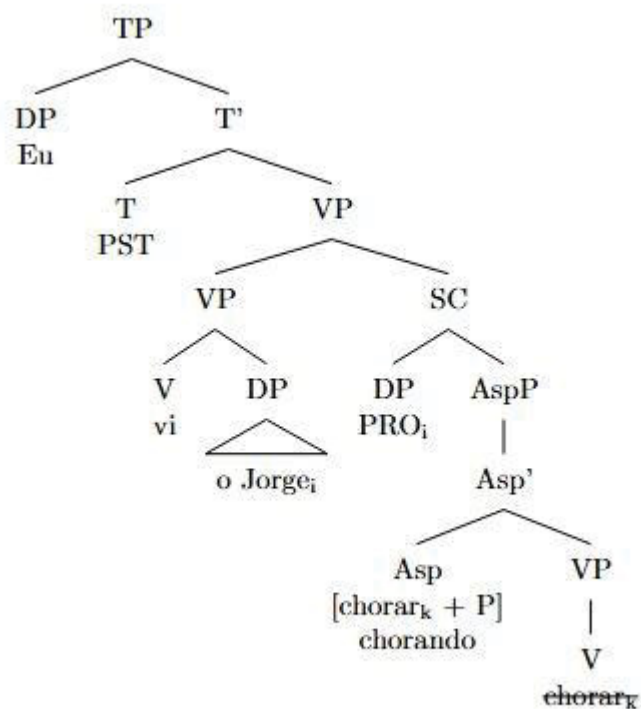 TP
DP T'
Eu
T VP
PST
VP SC
V DP DP AspP
vi PROᵢ
o Jorgeᵢ Asp'
Asp VP
[chorarₖ + P]
chorando V
chorarₖ